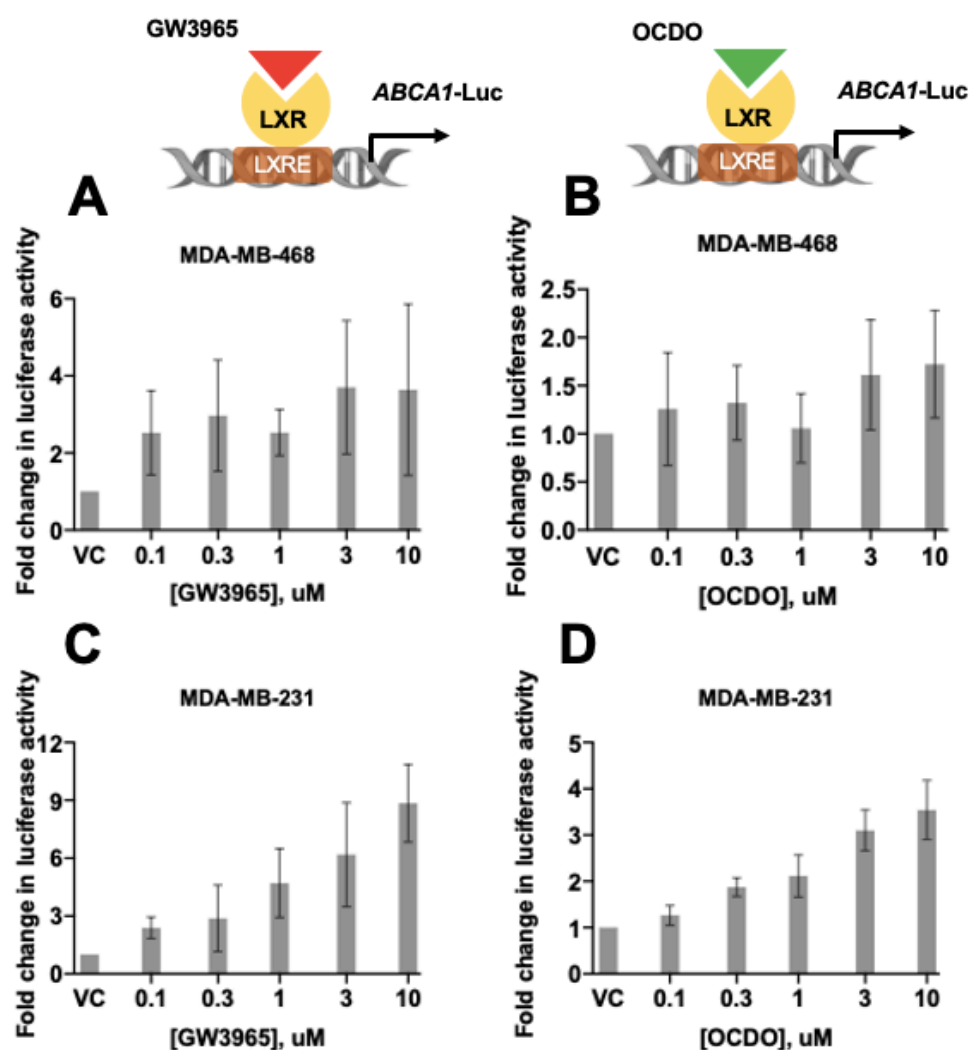 GW3965
LXR
LXRE
ABCA1-Luc
OCDO
LXR
LXRE
ABCA1-Luc
A
MDA-MB-468
Fold change in luciferase activity
6
4
2
0
VC 0.1 0.3 1 3 10
[GW3965], uM
B
MDA-MB-468
Fold change in luciferase activity
2.5
2.0
1.5
1.0
0.5
0.0
VC 0.1 0.3 1 3 10
[OCDO], uM
C
MDA-MB-231
Fold change in luciferase activity
12
9
6
3
0
VC 0.1 0.3 1 3 10
[GW3965], uM
D
MDA-MB-231
Fold change in luciferase activity
5
4
3
2
1
0
VC 0.1 0.3 1 3 10
[OCDO], uM